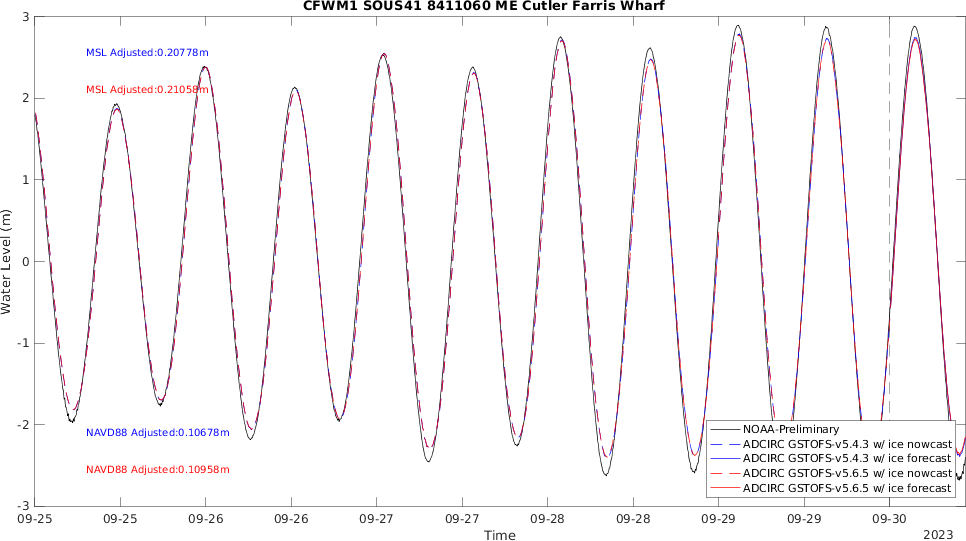 CFWM1 SOUS41 8411060 ME Cutler Farris Wharf
3
2
1
0
-1
-2
-3
Water Level (m)
MSL Adjusted:0.20778m
MSL Adjusted:0.21058m
NAVD88 Adjusted:0.10678m
NAVD88 Adjusted:0.10958m
NOAA-Preliminary
ADCIRC GSTOFS-v5.4.3 w/ ice nowcast
ADCIRC GSTOFS-v5.4.3 w/ ice forecast
ADCIRC GSTOFS-v5.6.5 w/ ice nowcast
ADCIRC GSTOFS-v5.6.5 w/ ice forecast
09-25 09-25 09-26 09-26 09-27 09-27 09-28 09-28 09-29 09-29 09-30
Time
2023